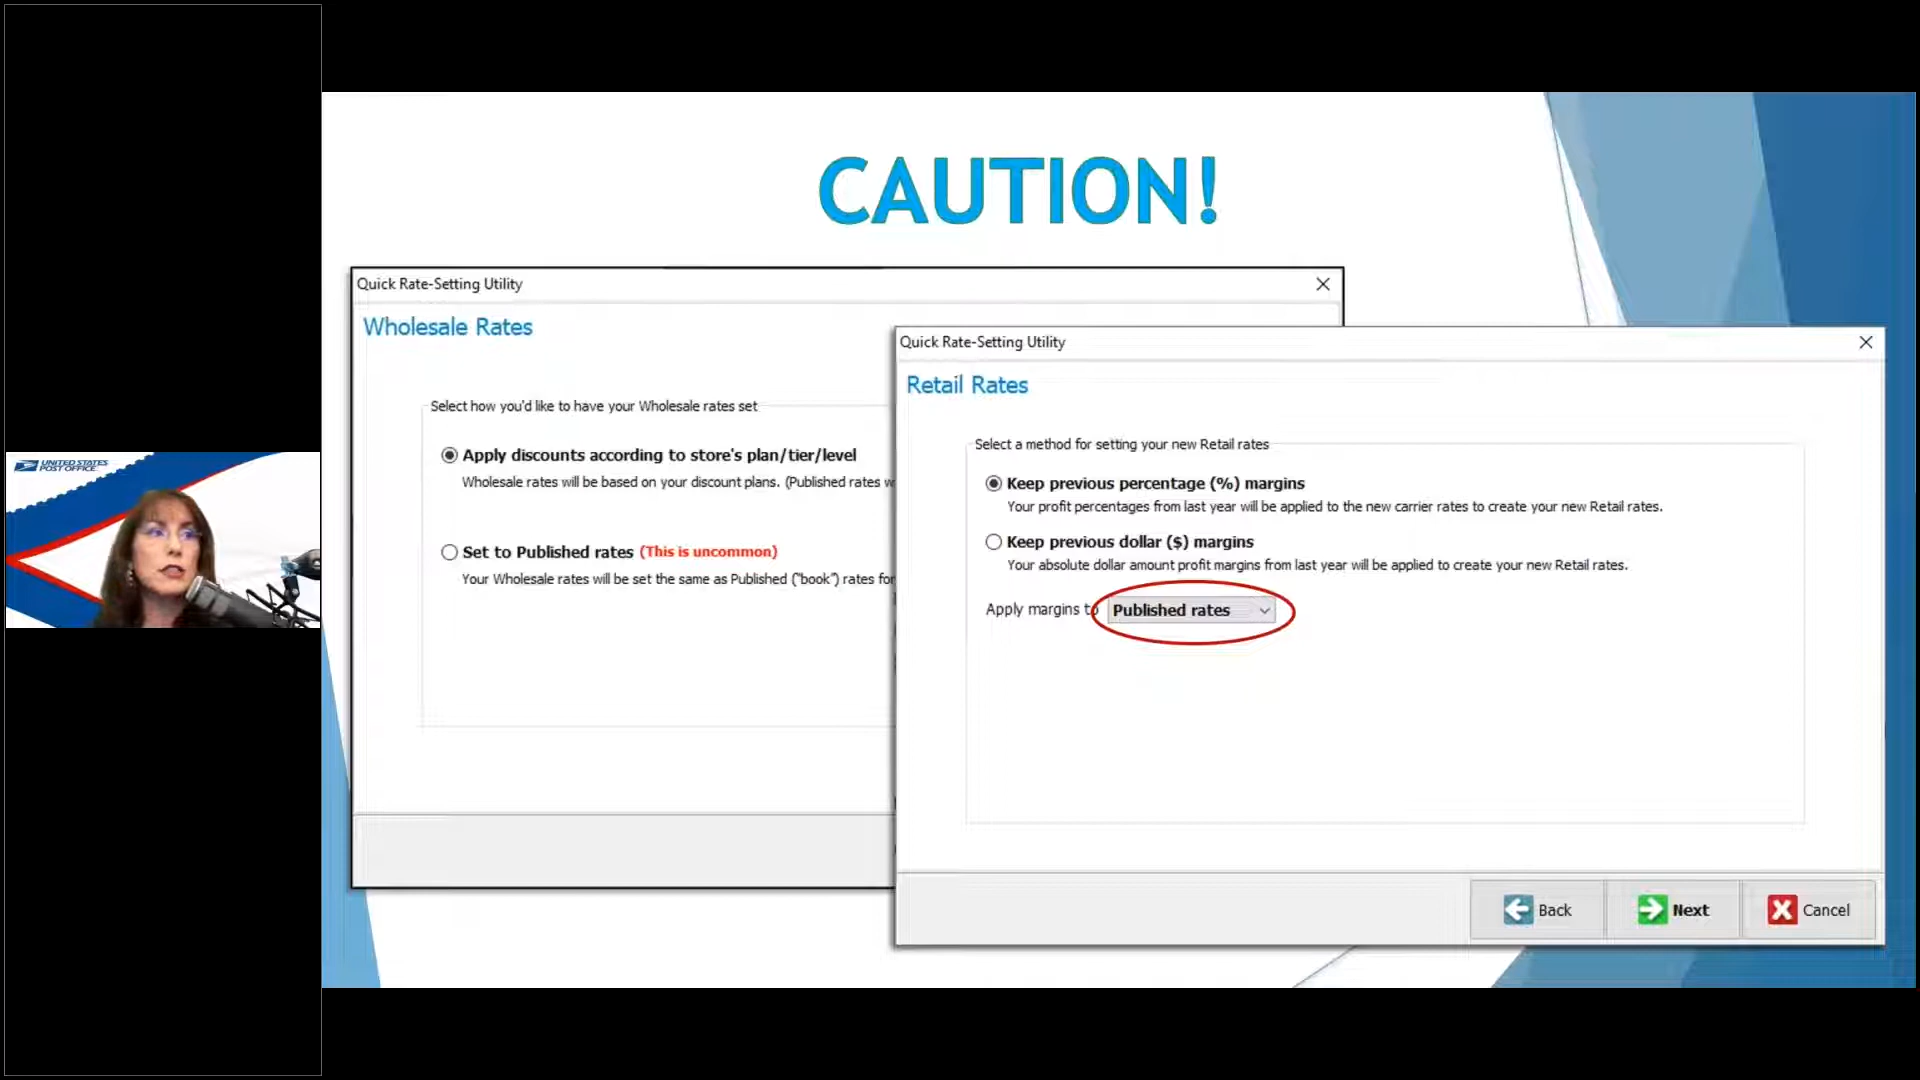 CAUTION!
Quick Rate-Setting Utility
Wholesale Rates
Select how you'd like to have your Wholesale rates set
Apply discounts according to store's plan/tier/level
Wholesale rates will be based on your discount plans. (Published rates w
Set to Published rates (This is uncommon)
Your Wholesale rates will be set the same as Published ("book") rates for
Quick Rate-Setting Utility
Retail Rates
Select a method for setting your new Retail rates
Keep previous percentage (%) margins
Your profit percentages from last year will be applied to the new carrier rates to create your new Retail rates.
Keep previous dollar ($) margins
Your absolute dollar amount profit margins from last year will be applied to create your new Retail rates.
Apply margins to Published rates
Back Next Cancel
UNITED STATES
POST OFFICE